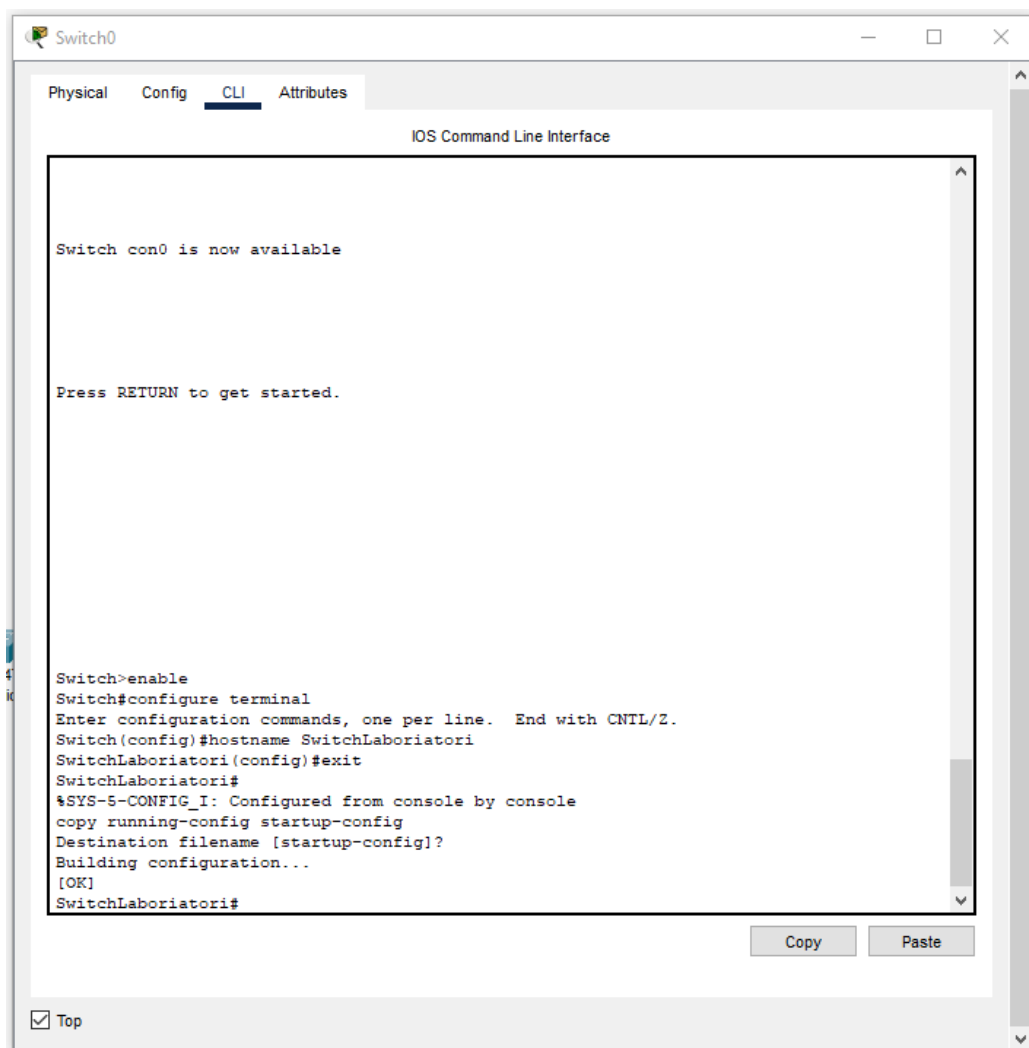 Switch0
Physical Config CLI Attributes
IOS Command Line Interface
Switch con0 is now available
Press RETURN to get started.
Switch>enable
Switch#configure terminal
Enter configuration commands, one per line.  End with CNTL/Z.
Switch(config)#hostname SwitchLaboriatori
SwitchLaboriatori(config)#exit
SwitchLaboriatori#
%SYS-5-CONFIG_I: Configured from console by console
copy running-config startup-config
Destination filename [startup-config]?
Building configuration...
[OK]
SwitchLaboriatori#
Copy Paste
Top